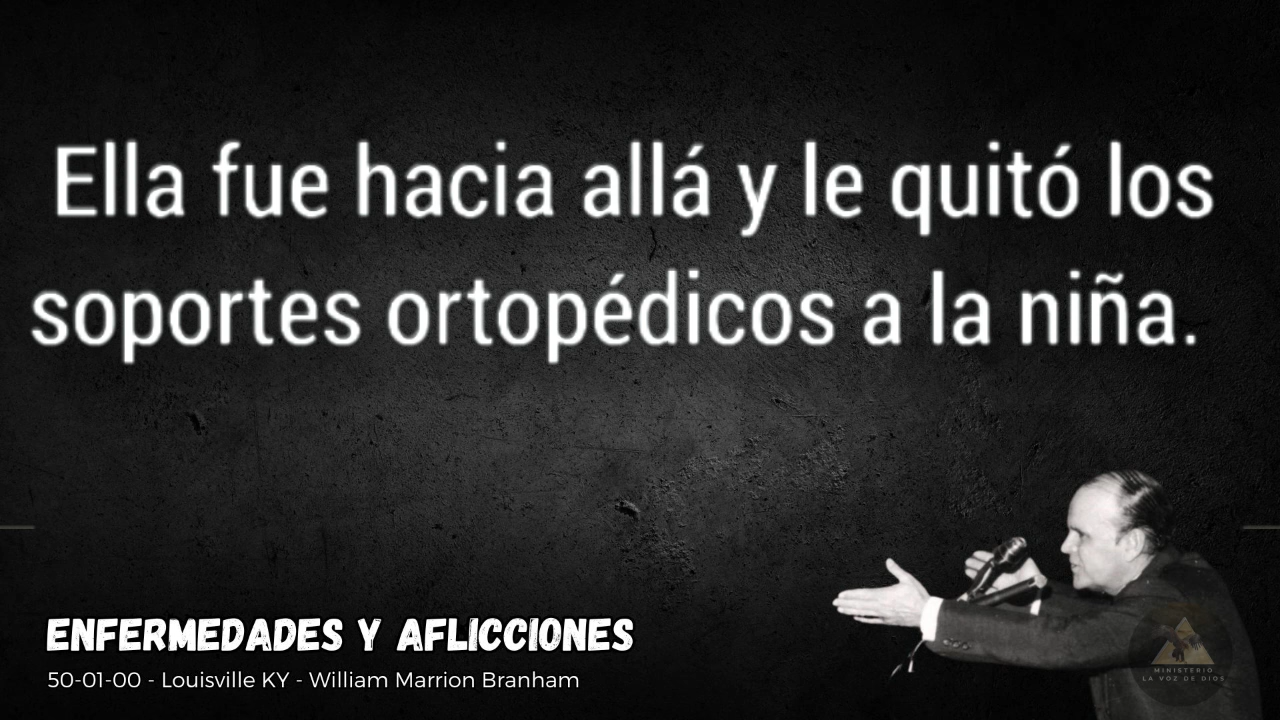 Ella fue hacia allá y le quitó los
soportes ortopédicos a la niña.
ENFERMEDADES Y AFLICCIONES
50-01-00 - Louisville KY - William Marrion Branham
MINISTERIO
LA VOZ DE DIOS